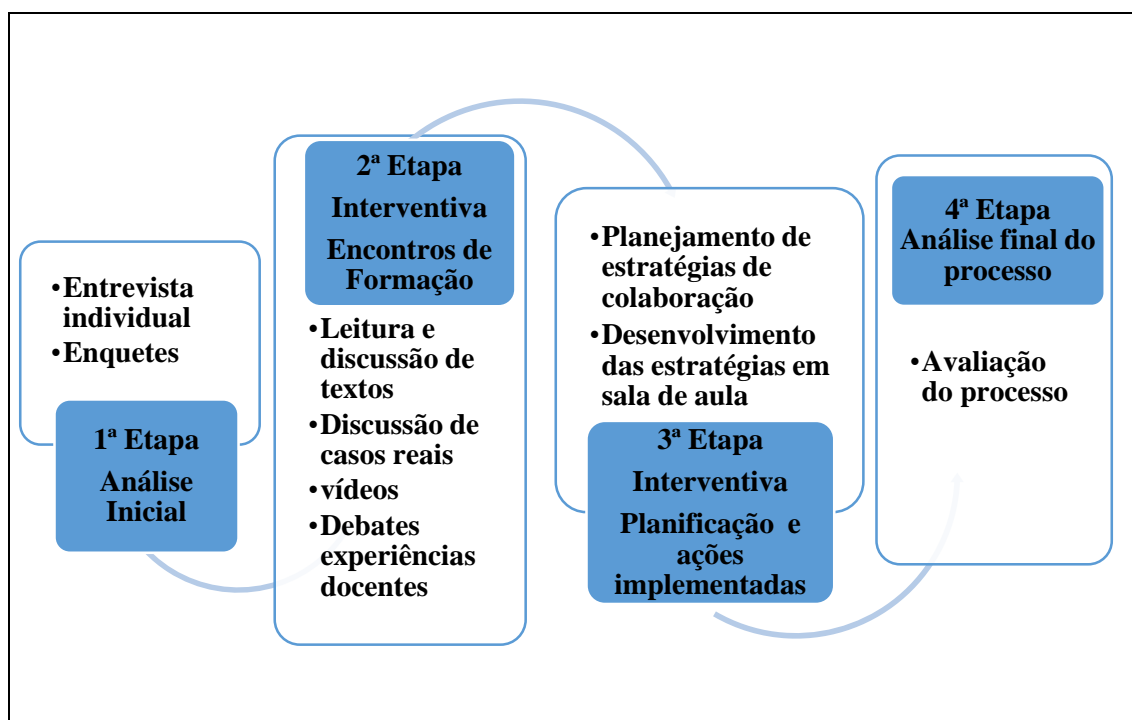 •Entrevista
individual
•Enquetes
1ª Etapa
Análise
Inicial
2ª Etapa
Interventiva
Encontros de
Formação
•Leitura e
discussão de
textos
•Discussão de
casos reais
•vídeos
•Debates
experiências
docentes
•Planejamento de
estratégias de
colaboração
•Desenvolvimento
das estratégias em
sala de aula
3ª Etapa
Interventiva
Planificação e
ações
implementadas
4ª Etapa
Análise final do
processo
•Avaliação
do processo